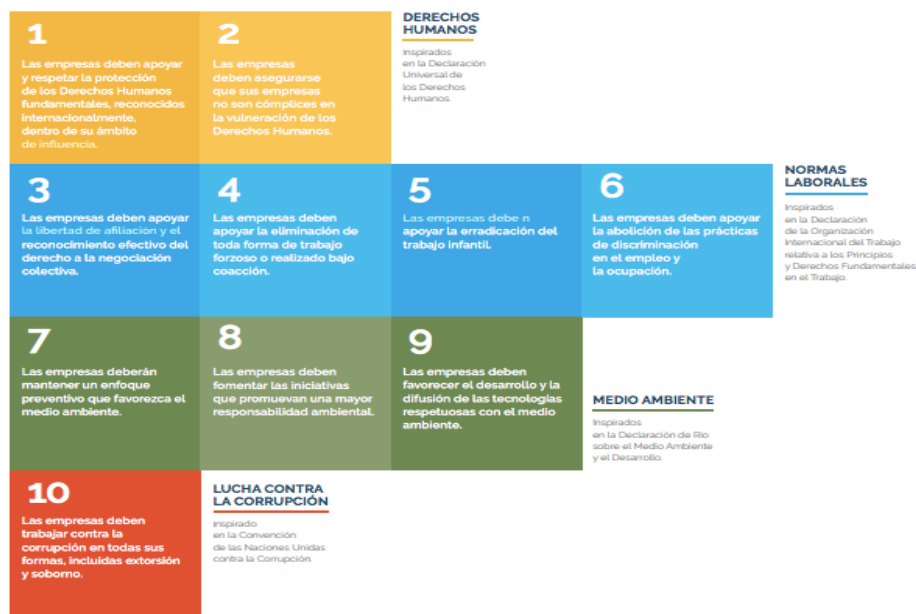 1
Las empresas deben apoyar
y respetar la protección
de los Derechos Humanos
fundamentales, reconocidos
internacionalmente,
dentro de su ámbito
de influencia.
2
Las empresas
deben asegurarse
que sus empresas
no son cómplices en
la vulneración de los
Derechos Humanos.
DERECHOS
HUMANOS
Inspirados
en la Declaración
Universal de
los Derechos
Humanos.
3
Las empresas deben apoyar
la libertad de afiliación y el
reconocimiento efectivo del
derecho a la negociación
colectiva.
4
Las empresas deben
apoyar la eliminación de
toda forma de trabajo
forzoso o realizado bajo
coacción.
5
Las empresas debe n
apoyar la erradicación del
trabajo infantil.
6
Las empresas deben apoyar
la abolición de las prácticas
de discriminación
en el empleo y
la ocupación.
NORMAS
LABORALES
Inspirados
en la Declaración
de la Organización
Internacional del Trabajo
relativa a los Principios
y Derechos Fundamentales
en el Trabajo.
7
Las empresas deberán
mantener un enfoque
preventivo que favorezca el
medio ambiente.
8
Las empresas deben
fomentar las iniciativas
que promuevan una mayor
responsabilidad ambiental.
9
Las empresas deben
favorecer el desarrollo y la
difusión de las tecnologías
respetuosas con el medio
ambiente.
MEDIO AMBIENTE
Inspirados
en la Declaración de Rio
sobre el Medio Ambiente
y el Desarrollo.
10
Las empresas deben
trabajar contra la
corrupción en todas sus
formas, incluidas extorsión
y soborno.
LUCHA CONTRA
LA CORRUPCIÓN
Inspirado
en la Convención
de las Naciones Unidas
contra la Corrupción